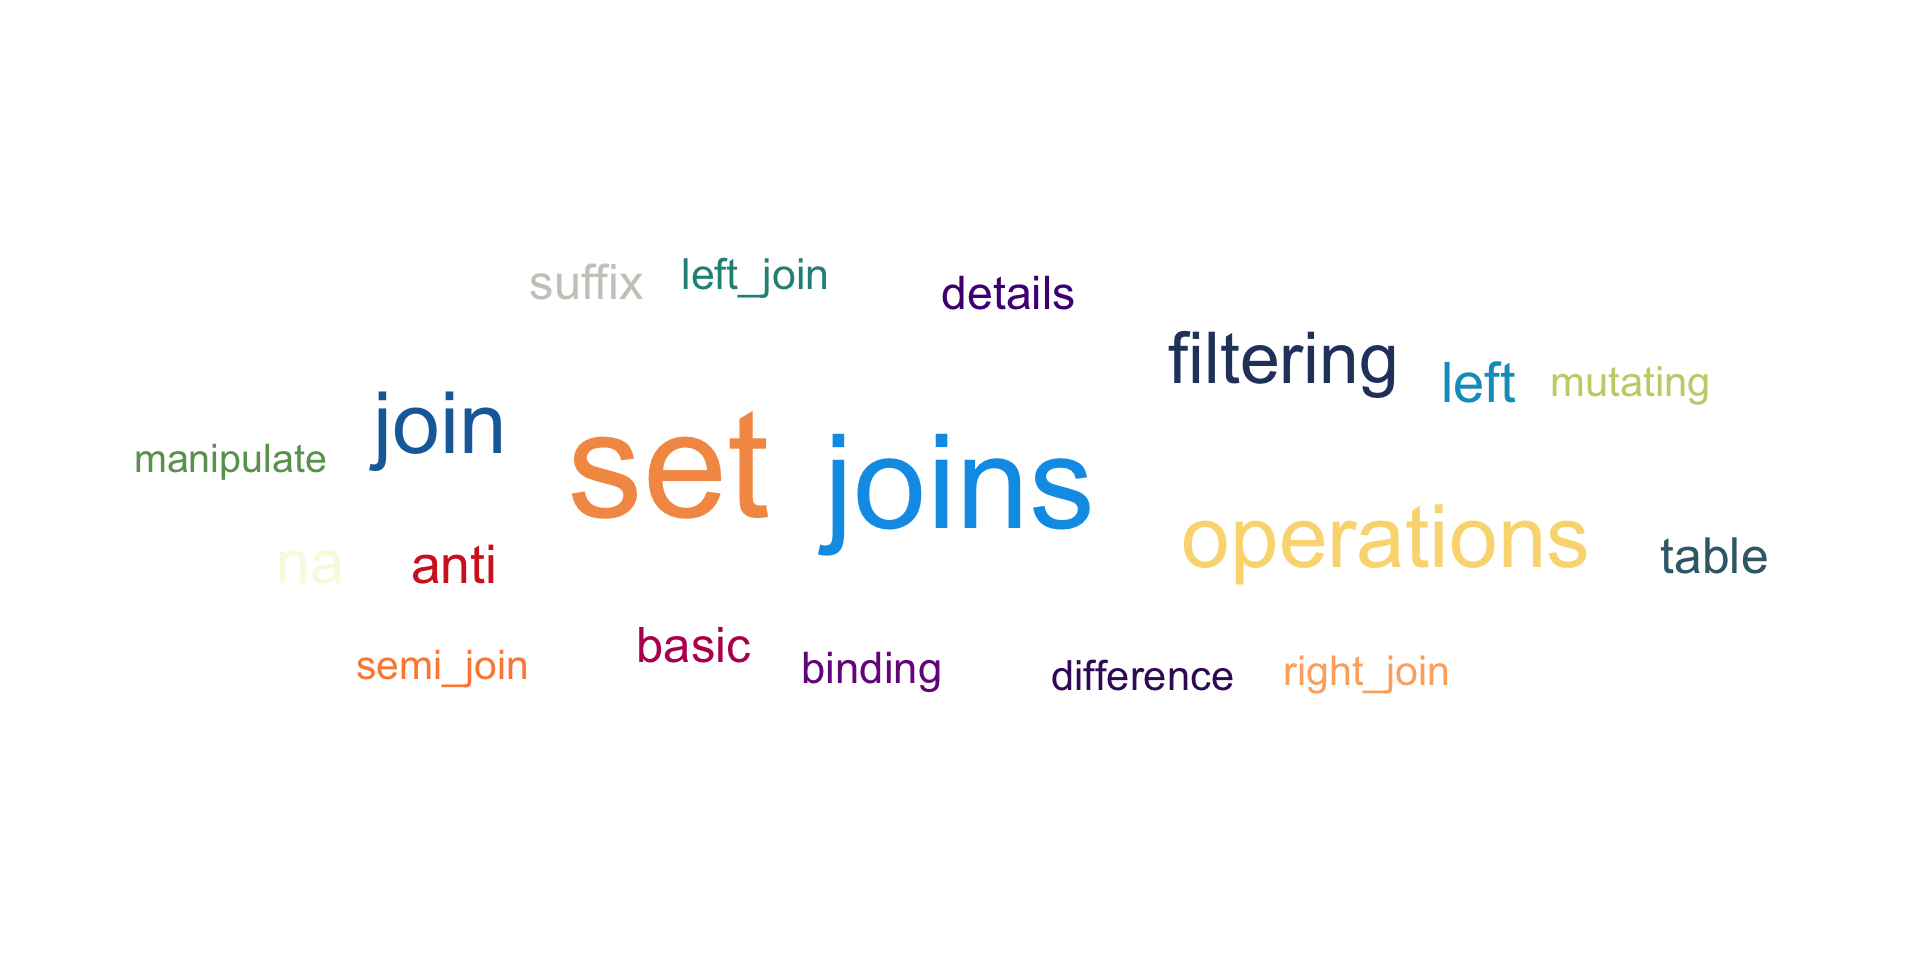 suffix left_join details
filtering left mutating
join
manipulate set joins
operations table
na anti
basic binding
semi_join difference right_join